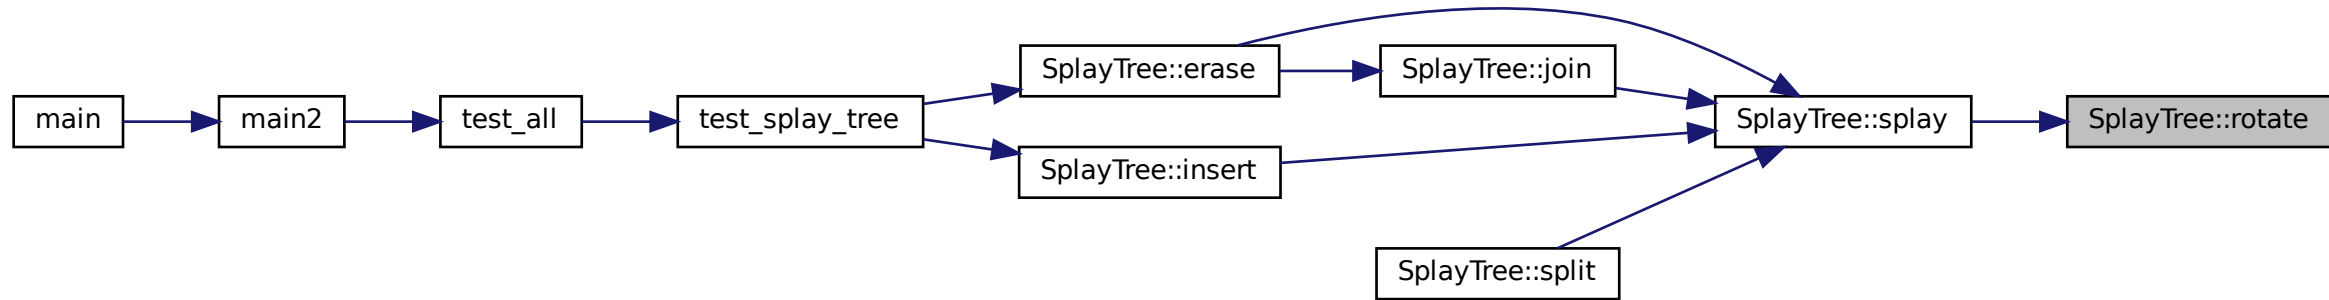 main
main2
test_all
test_splay_tree
SplayTree::erase
SplayTree::insert
SplayTree::join
SplayTree::split
SplayTree::splay
SplayTree::rotate